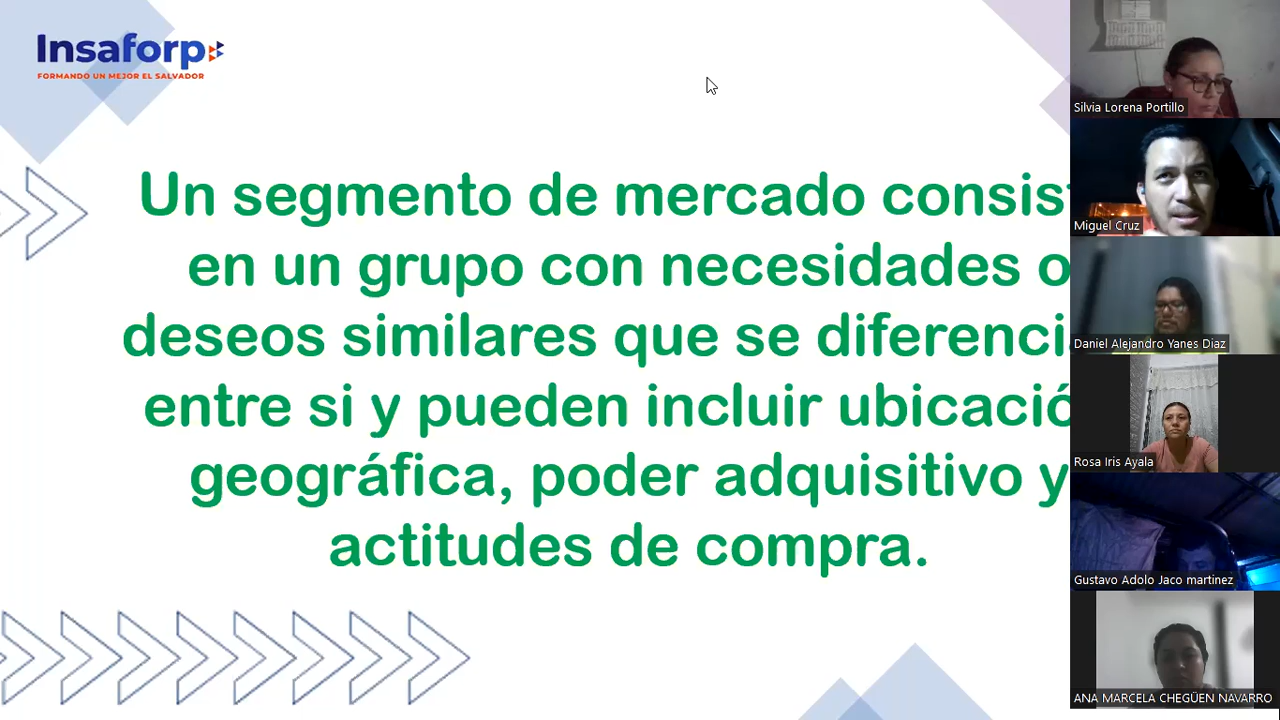 Insaforp
FORMANDO UN MEJOR EL SALVADOR
Un segmento de mercado consist
en un grupo con necesidades o
deseos similares que se diferenci
entre si y pueden incluir ubicació
geográfica, poder adquisitivo y
actitudes de compra.
Silvia Lorena Portillo
Miguel Cruz
Daniel Alejandro Yanes Diaz
Rosa Iris Ayala
Gustavo Adolo Jaco martinez
ANA MARCELA CHEGÜEN NAVARRO